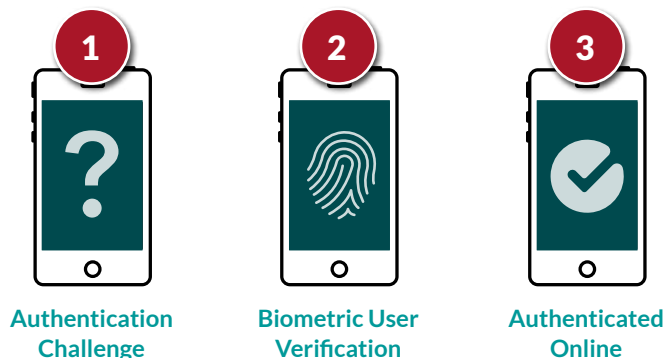 1
2
3
?
Authentication
Challenge
Biometric User
Verification
Authenticated
Online